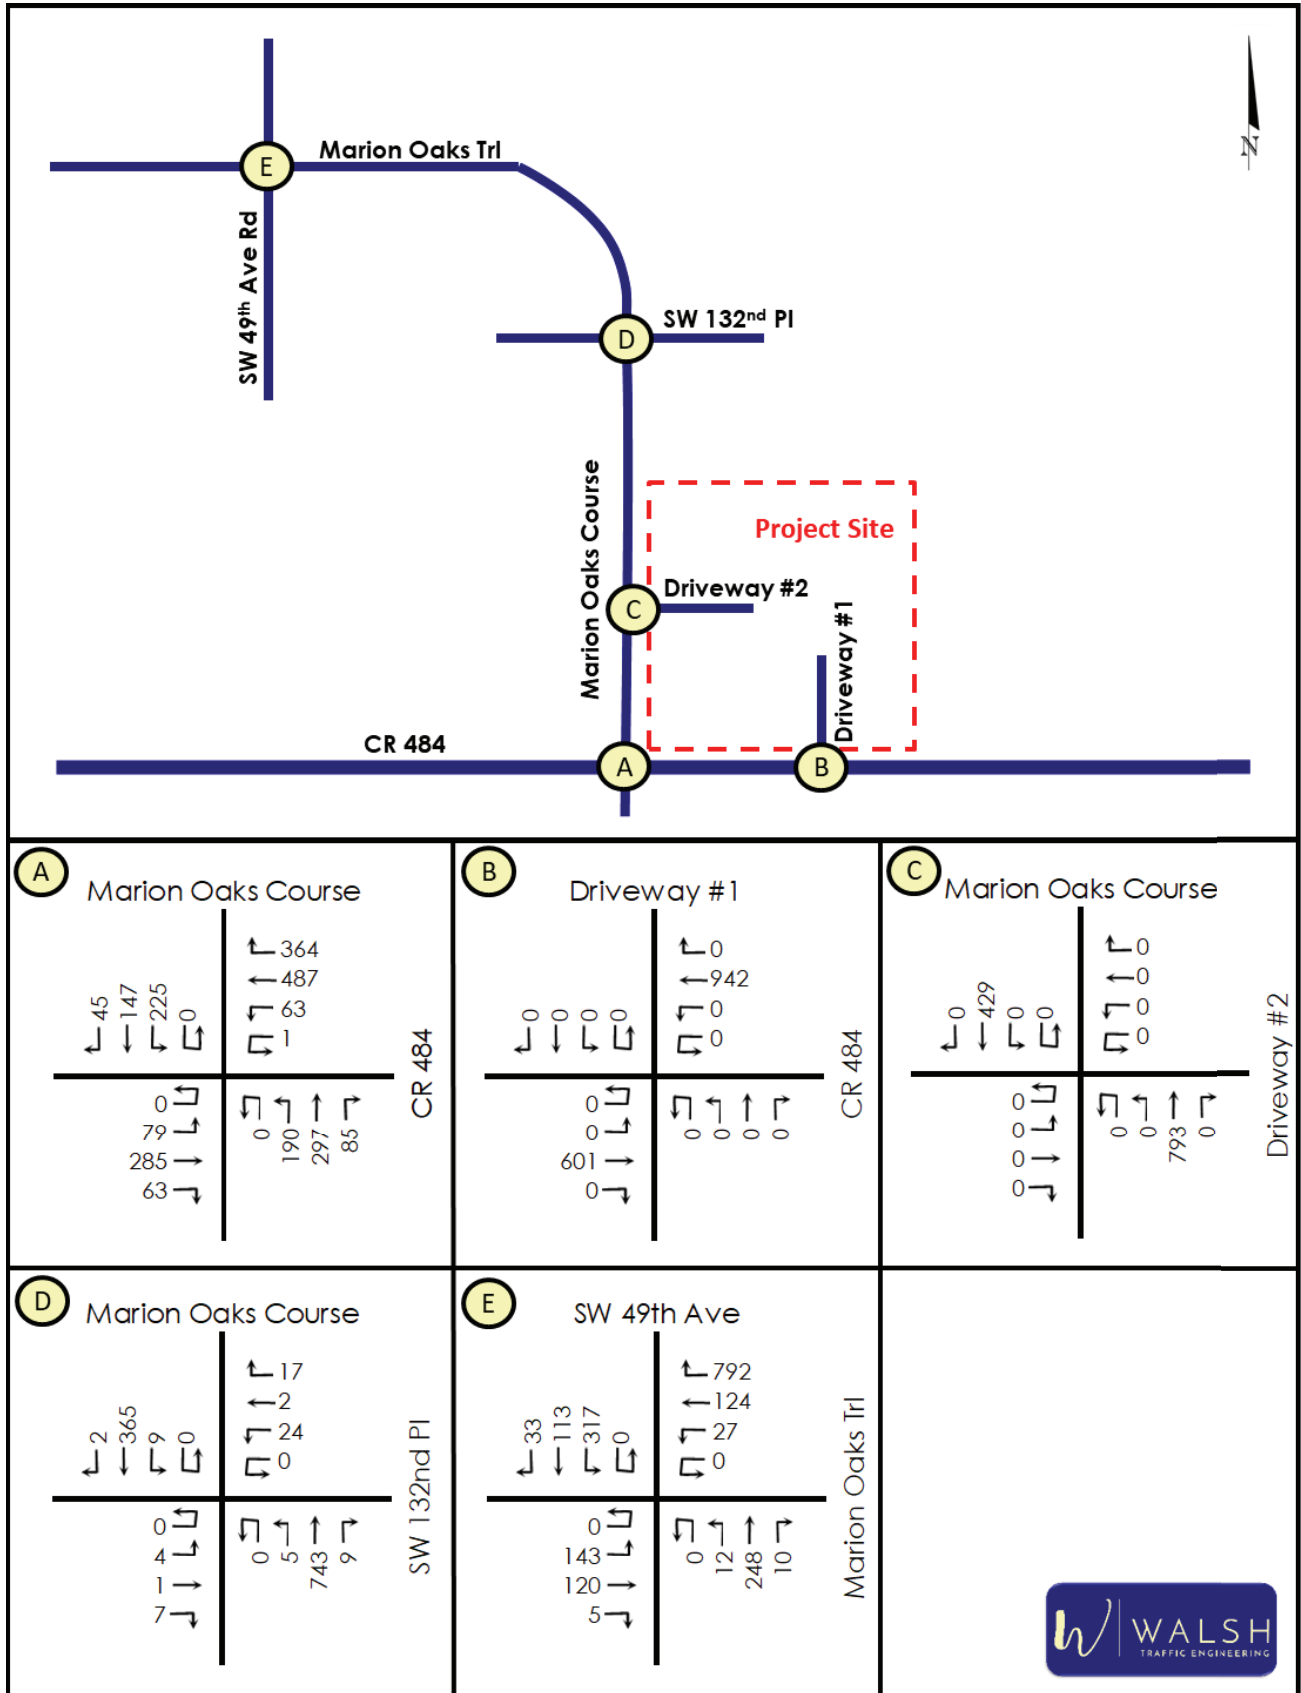 N
E
Marion Oaks Trl
SW 49th Ave Rd
D
SW 132nd Pl
Marion Oaks Course
Project Site
C
Driveway #2
Driveway #1
CR 484
A
B
A
Marion Oaks Course
364
487
63
1
45
147
225
0
0
79
285
63
0
190
297
85
CR 484
B
Driveway #1
0
942
0
0
0
0
0
0
0
0
601
0
0
0
0
0
CR 484
C
Marion Oaks Course
0
0
0
0
0
429
0
0
0
0
0
0
0
0
793
0
Driveway #2
D
Marion Oaks Course
17
2
24
0
2
365
9
0
0
4
1
7
0
5
743
9
SW 132nd Pl
E
SW 49th Ave
792
124
27
0
33
113
317
0
0
143
120
5
0
12
248
10
Marion Oaks Trl
W
WALSH
TRAFFIC ENGINEERING